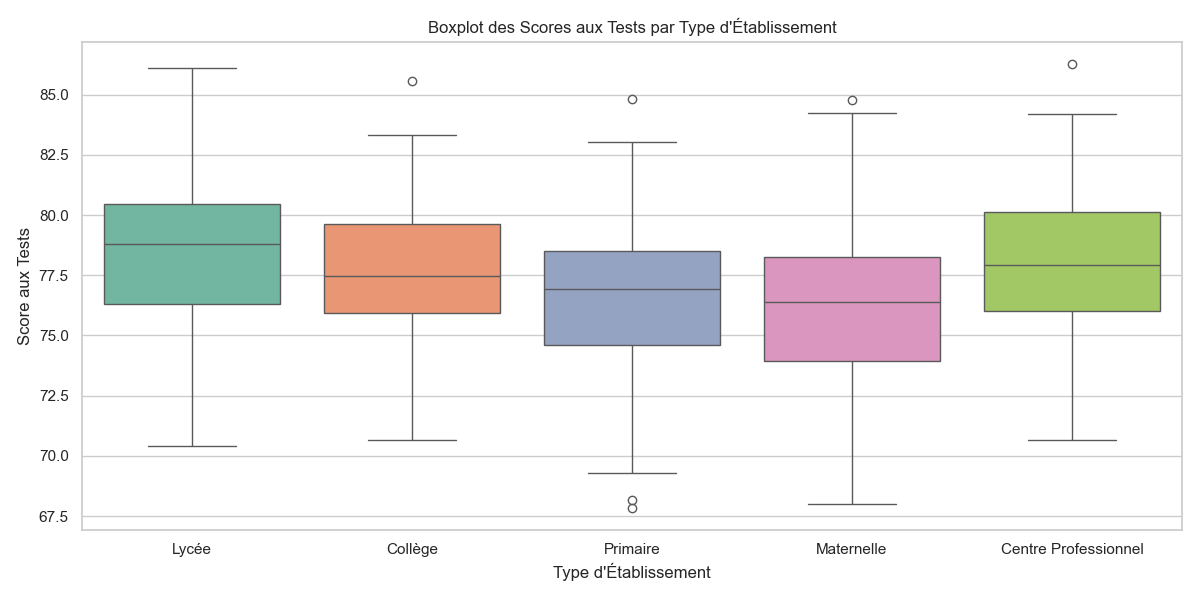 Boxplot des Scores aux Tests par Type d'Établissement
Score aux Tests
85.0
82.5
80.0
77.5
75.0
72.5
70.0
67.5
Lycée
Collège
Primaire
Maternelle
Centre Professionnel
Type d'Établissement